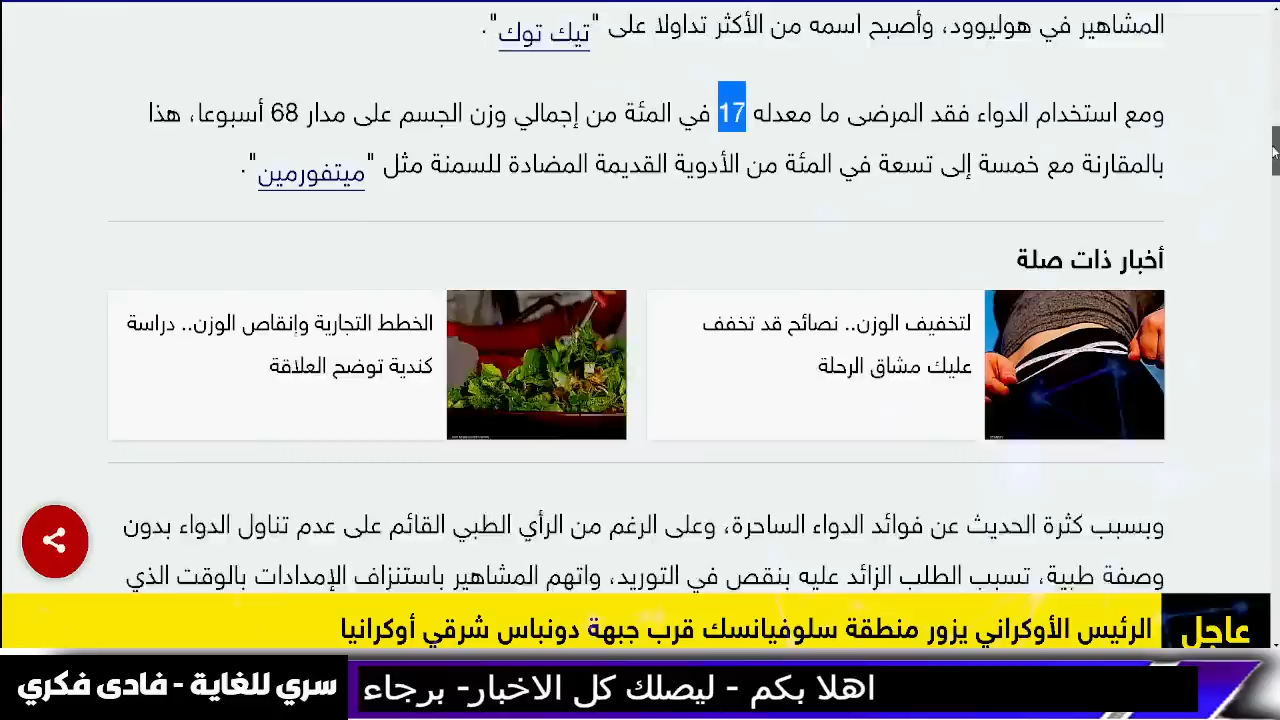 المشاهير في هوليوود، وأصبح اسمه من الأكثر تداولا على "تيك توك".
ومع استخدام الدواء فقد المرضى ما معدله 17 في المئة من إجمالي وزن الجسم على مدار 68 أسبوعا، هذا
بالمقارنة مع خمسة إلى تسعة في المئة من الأدوية القديمة المضادة للسمنة مثل "ميتفورمين".
أخبار ذات صلة
لتخفيف الوزن.. نصائح قد تخفف
عليك مشاق الرحلة
الخطط التجارية وإنقاص الوزن.. دراسة
كندية توضح العلاقة
وبسبب كثرة الحديث عن فوائد الدواء الساحرة، وعلى الرغم من الرأي الطبي القائم على عدم تناول الدواء بدون
وصفة طبية، تسبب الطلب الزائد عليه بنقص في التوريد، واتهم المشاهير باستنزاف الإمدادات بالوقت الذي
عاجل
الرئيس الأوكراني يزور منطقة سلوفيانسك قرب جبهة دونباس شرقي أوكرانيا
اهلا بكم - ليصلك كل الاخبار- برجاء
سري للغاية - فادى فكري